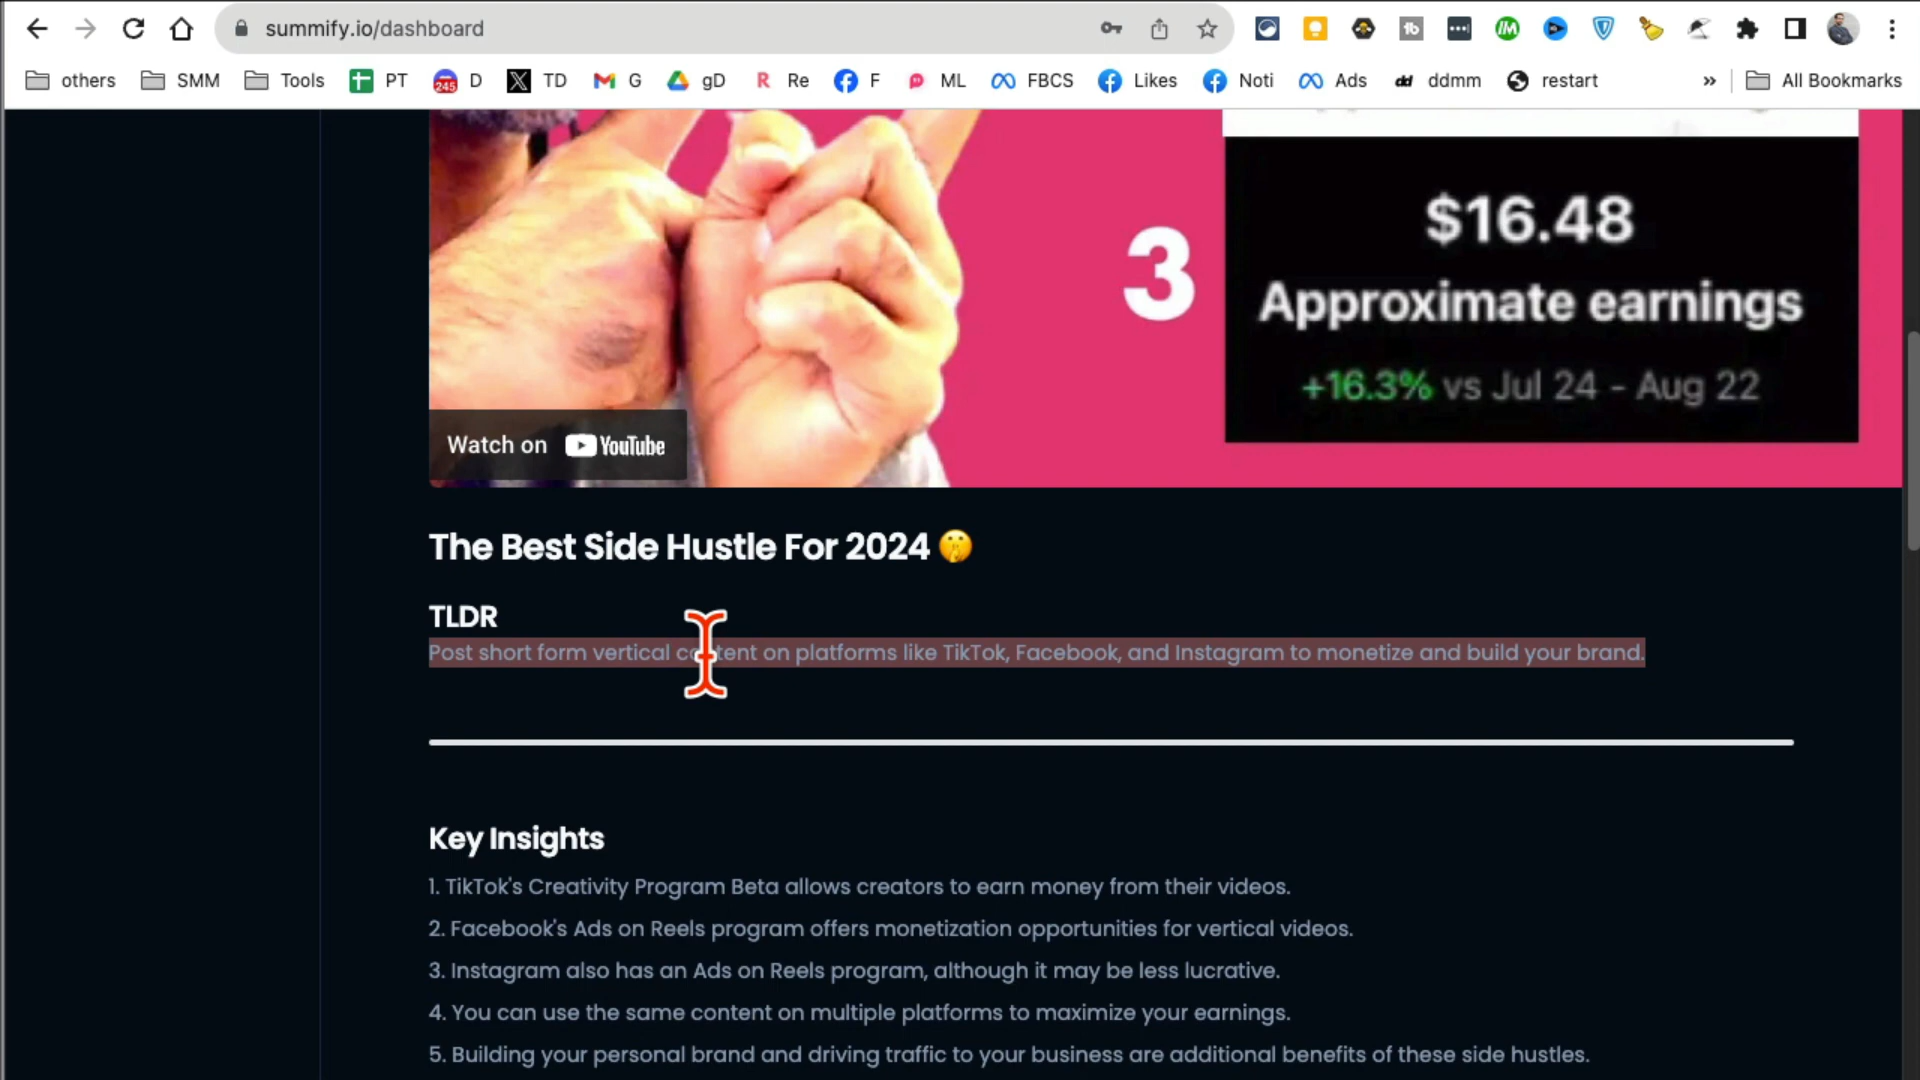 summify.io/dashboard
others SMM Tools PT 245 D TD G gD Re F ML FBCS Likes Noti Ads dd ddmm restart » All Bookmarks
$16.48
3
Approximate earnings
+16.3% vs Jul 24 - Aug 22
Watch on YouTube
The Best Side Hustle For 2024 🤫
TLDR
Post short form vertical content on platforms like TikTok, Facebook, and Instagram to monetize and build your brand.
Key Insights
1. TikTok's Creativity Program Beta allows creators to earn money from their videos.
2. Facebook's Ads on Reels program offers monetization opportunities for vertical videos.
3. Instagram also has an Ads on Reels program, although it may be less lucrative.
4. You can use the same content on multiple platforms to maximize your earnings.
5. Building your personal brand and driving traffic to your business are additional benefits of these side hustles.